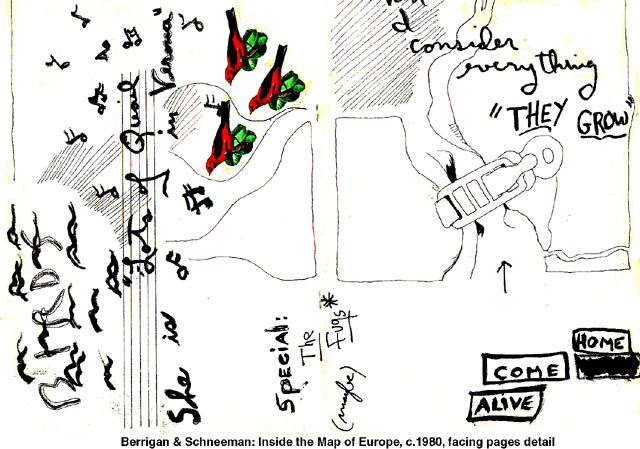 BIRDS
"Lots of Quail
in Verona"
She is of
Special:
The
Fugs*
(maybe)
I
consider
everything
"THEY GROW"
HOME
COME
ALIVE
Berrigan & Schneeman: Inside the Map of Europe, c.1980, facing pages detail